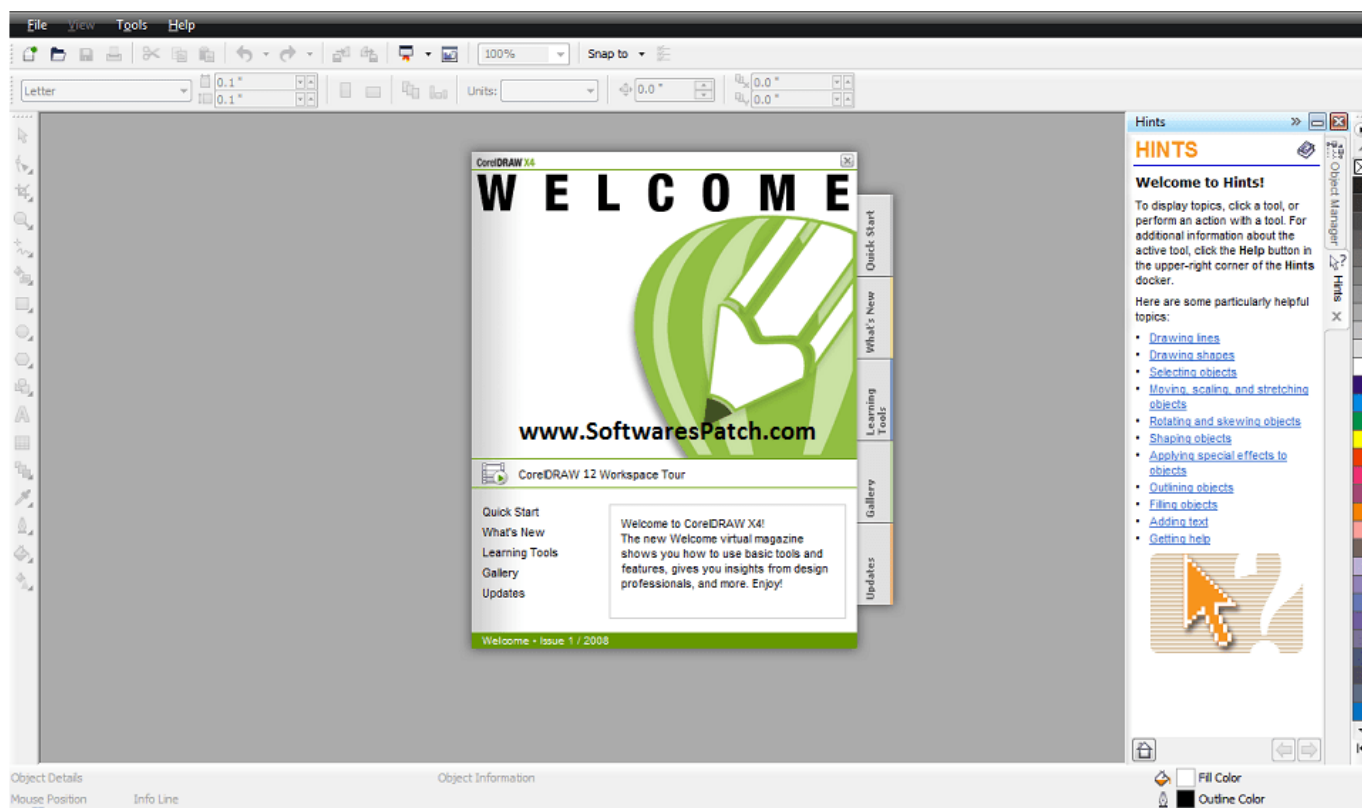 File View Tools Help
100% Snap to
Letter 0.1 " Units: 0.0 " 0.0 "
0.1 " 0.0 "
CorelDRAW X4
WELCOME
www.SoftwaresPatch.com
CorelDRAW 12 Workspace Tour
Quick Start
What's New
Learning Tools
Gallery
Updates
Welcome to CorelDRAW X4!
The new Welcome virtual magazine
shows you how to use basic tools and
features, gives you insights from design
professionals, and more. Enjoy!
Welcome • Issue 1 / 2008
Quick Start
What's New
Learning
Tools
Gallery
Updates
Hints
HINTS
Welcome to Hints!
To display topics, click a tool, or
perform an action with a tool. For
additional information about the
active tool, click the Help button in
the upper-right corner of the Hints
docker.
Here are some particularly helpful
topics:
• Drawing lines
• Drawing shapes
• Selecting objects
• Moving, scaling, and stretching
objects
• Rotating and skewing objects
• Shaping objects
• Applying special effects to
objects
• Outlining objects
• Filling objects
• Adding text
• Getting help
Object Manager
Hints
Object Details Object Information Fill Color
Mouse Position Info Line Outline Color